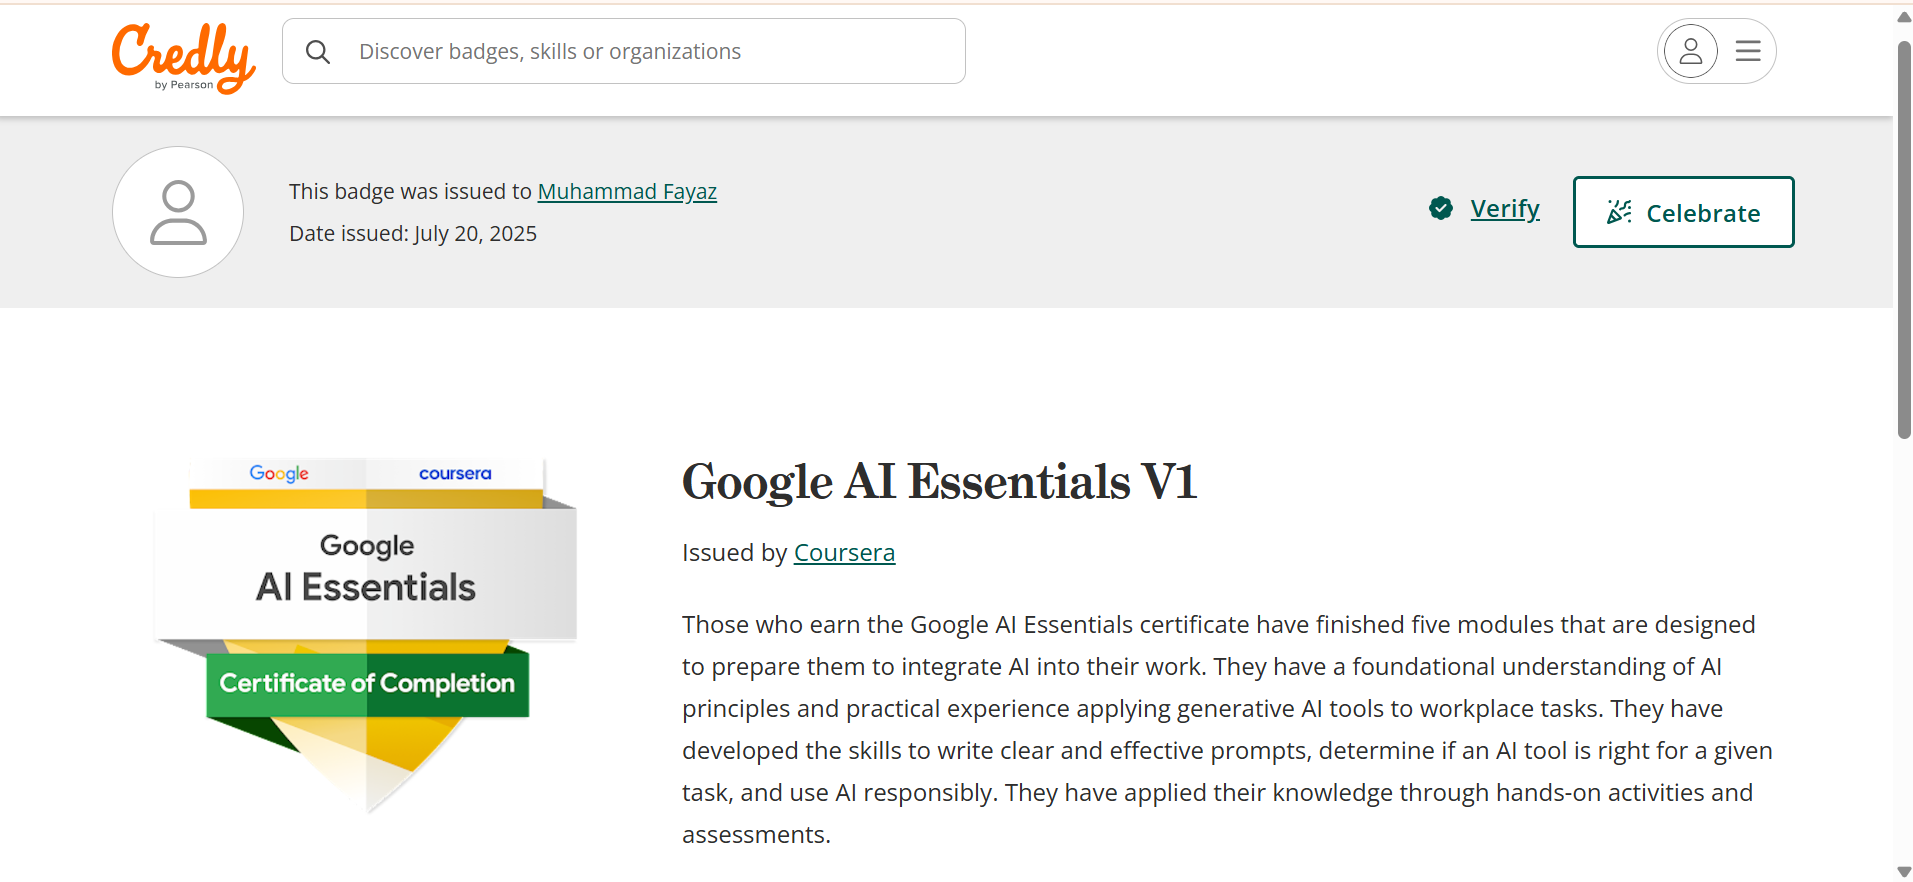 Credly
by Pearson
Discover badges, skills or organizations
This badge was issued to Muhammad Fayaz
Date issued: July 20, 2025
Verify
Celebrate
Google
coursera
Google
AI Essentials
Certificate of Completion
Google AI Essentials V1
Issued by Coursera
Those who earn the Google AI Essentials certificate have finished five modules that are designed
to prepare them to integrate AI into their work. They have a foundational understanding of AI
principles and practical experience applying generative AI tools to workplace tasks. They have
developed the skills to write clear and effective prompts, determine if an AI tool is right for a given
task, and use AI responsibly. They have applied their knowledge through hands-on activities and
assessments.